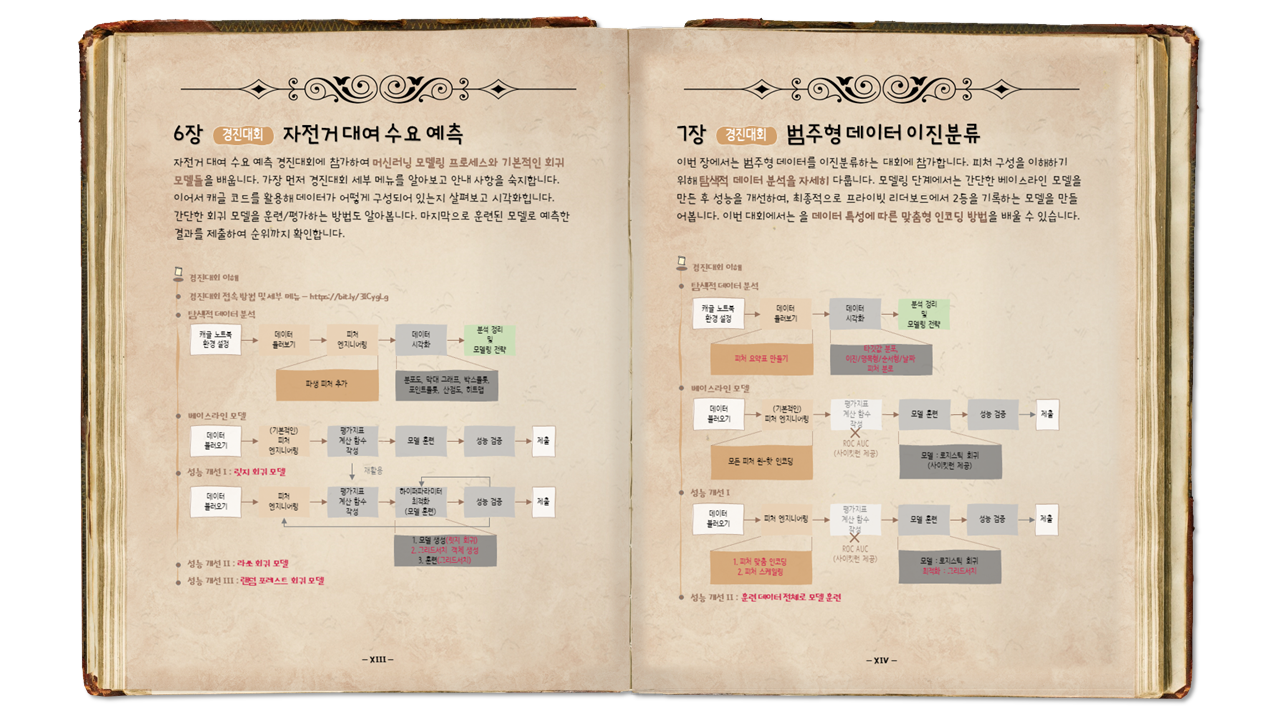 6장 경진대회 자전거 대여 수요 예측
자전거 대여 수요 예측 경진대회에 참가하여 머신러닝 모델링 프로세스와 기본적인 회귀
모델들을 배웁니다. 가장 먼저 경진대회 세부 메뉴를 알아보고 안내 사항을 숙지합니다.
이어서 캐글 코드를 활용해 데이터가 어떻게 구성되어 있는지 살펴보고 시각화합니다.
간단한 회귀 모델을 훈련/평가하는 방법도 알아봅니다. 마지막으로 훈련된 모델로 예측한
결과를 제출하여 순위까지 확인합니다.
경진대회 이해
경진대회 접속 방법 및 세부 메뉴 – https://bit.ly/3lCygLg
탐색적 데이터 분석
캐글 노트북
환경 설정
데이터
둘러보기
피처
엔지니어링
데이터
시각화
분석 정리
및
모델링 전략
파생 피처 추가
분포도, 막대 그래프, 박스플롯,
포인트플롯, 산점도, 히트맵
베이스라인 모델
데이터
불러오기
(기본적인)
피처
엔지니어링
평가지표
계산 함수
작성
모델 훈련
성능 검증
제출
성능 개선 I : 릿지 회귀 모델
재활용
데이터
불러오기
피처
엔지니어링
평가지표
계산 함수
작성
하이퍼파라미터
최적화
(모델 훈련)
성능 검증
제출
1. 모델 생성(릿지 회귀)
2. 그리드서치 객체 생성
3. 훈련(그리드서치)
성능 개선 II : 라쏘 회귀 모델
성능 개선 III : 랜덤 포레스트 회귀 모델
– XIII –
7장 경진대회 범주형 데이터 이진분류
이번 장에서는 범주형 데이터를 이진분류하는 대회에 참가합니다. 피처 구성을 이해하기
위해 탐색적 데이터 분석을 자세히 다룹니다. 모델링 단계에서는 간단한 베이스라인 모델을
만든 후 성능을 개선하여, 최종적으로 프라이빗 리더보드에서 2등을 기록하는 모델을 만들
어봅니다. 이번 대회에서는 을 데이터 특성에 따른 맞춤형 인코딩 방법을 배울 수 있습니다.
경진대회 이해
탐색적 데이터 분석
캐글 노트북
환경 설정
데이터
둘러보기
데이터
시각화
분석 정리
및
모델링 전략
피처 요약표 만들기
타깃값 분포,
이진/명목형/순서형/날짜
피처 분포
베이스라인 모델
데이터
불러오기
(기본적인)
피처 엔지니어링
평가지표
계산 함수
작성
모델 훈련
성능 검증
제출
ROC AUC
(사이킷런 제공)
모든 피처 원-핫 인코딩
모델 : 로지스틱 회귀
(사이킷런 제공)
성능 개선 I
데이터
불러오기
피처 엔지니어링
평가지표
계산 함수
작성
모델 훈련
성능 검증
제출
ROC AUC
(사이킷런 제공)
1. 피처 맞춤 인코딩
2. 피처 스케일링
모델 : 로지스틱 회귀
최적화 : 그리드서치
성능 개선 II : 훈련 데이터 전체로 모델 훈련
– XIV –